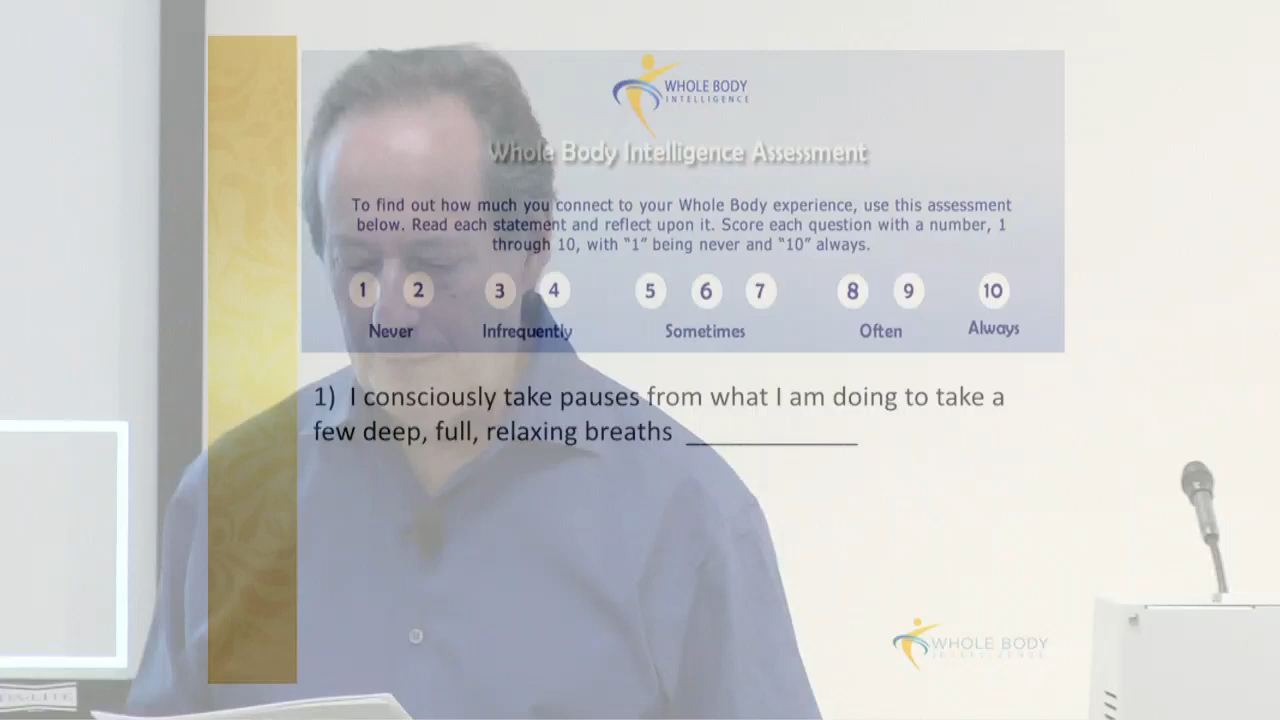 WHOLE BODY
INTELLIGENCE
Whole Body Intelligence Assessment
To find out how much you connect to your Whole Body experience, use this assessment
below. Read each statement and reflect upon it. Score each question with a number, 1
through 10, with “1” being never and “10” always.
1 2 3 4 5 6 7 8 9 10
Never Infrequently Sometimes Often Always
1) I consciously take pauses from what I am doing to take a
few deep, full, relaxing breaths ____________
WHOLE BODY
INTELLIGENCE